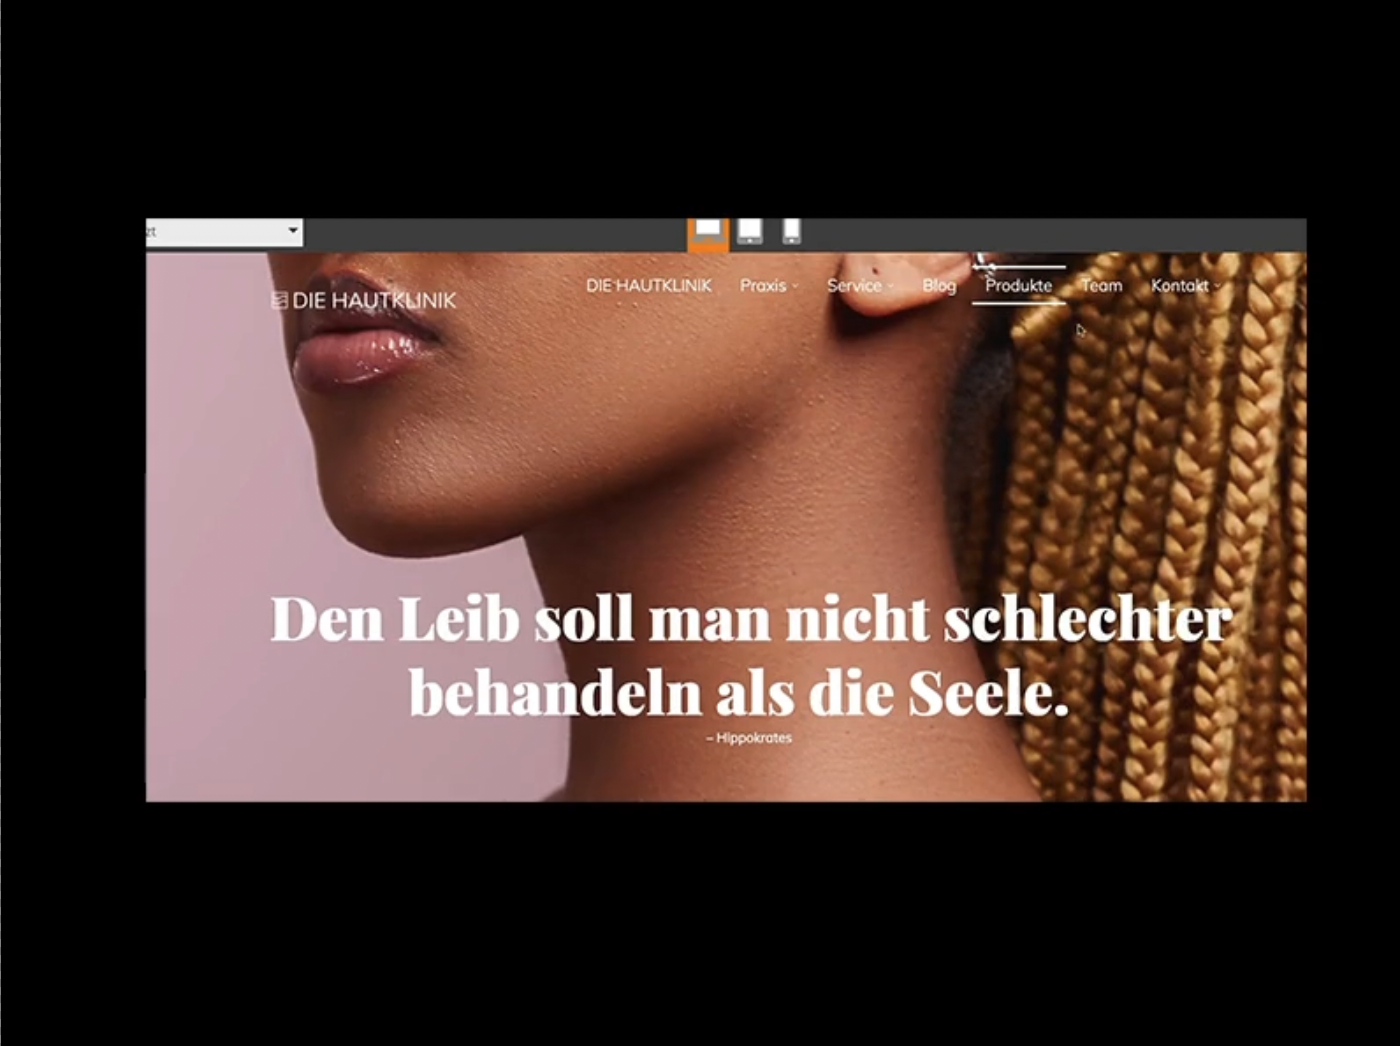 zt
DIE HAUTKLINIK
DIE HAUTKLINIK Praxis Service Blog Produkte Team Kontakt
Den Leib soll man nicht schlechter
behandeln als die Seele.
– Hippokrates